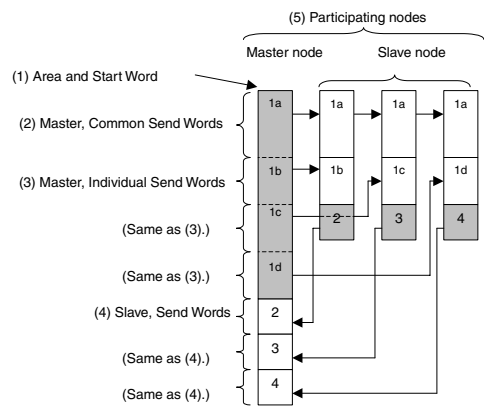 (5) Participating nodes
Master node Slave node
(1) Area and Start Word
1a 1a 1a 1a
(2) Master, Common Send Words
1b 1b 1c 1d
(3) Master, Individual Send Words
1c 2 3 4
(Same as (3).)
1d
(Same as (3).)
(4) Slave, Send Words 2
(Same as (4).) 3
(Same as (4).) 4